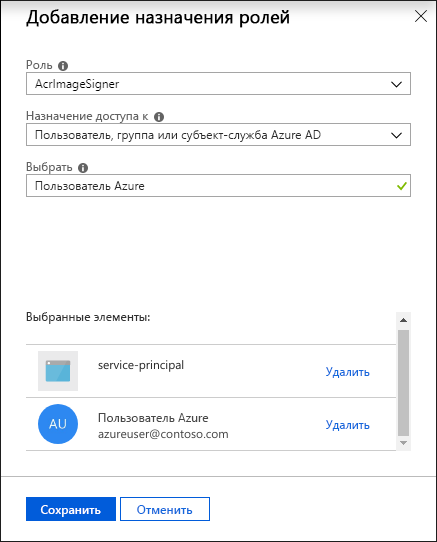 Добавление назначения ролей
Роль
AcrImageSigner
Назначение доступа к
Пользователь, группа или субъект-служба Azure AD
Выбрать
Пользователь Azure
Выбранные элементы:
service-principal
Удалить
AU
Пользователь Azure
azureuser@contoso.com
Удалить
Сохранить
Отменить